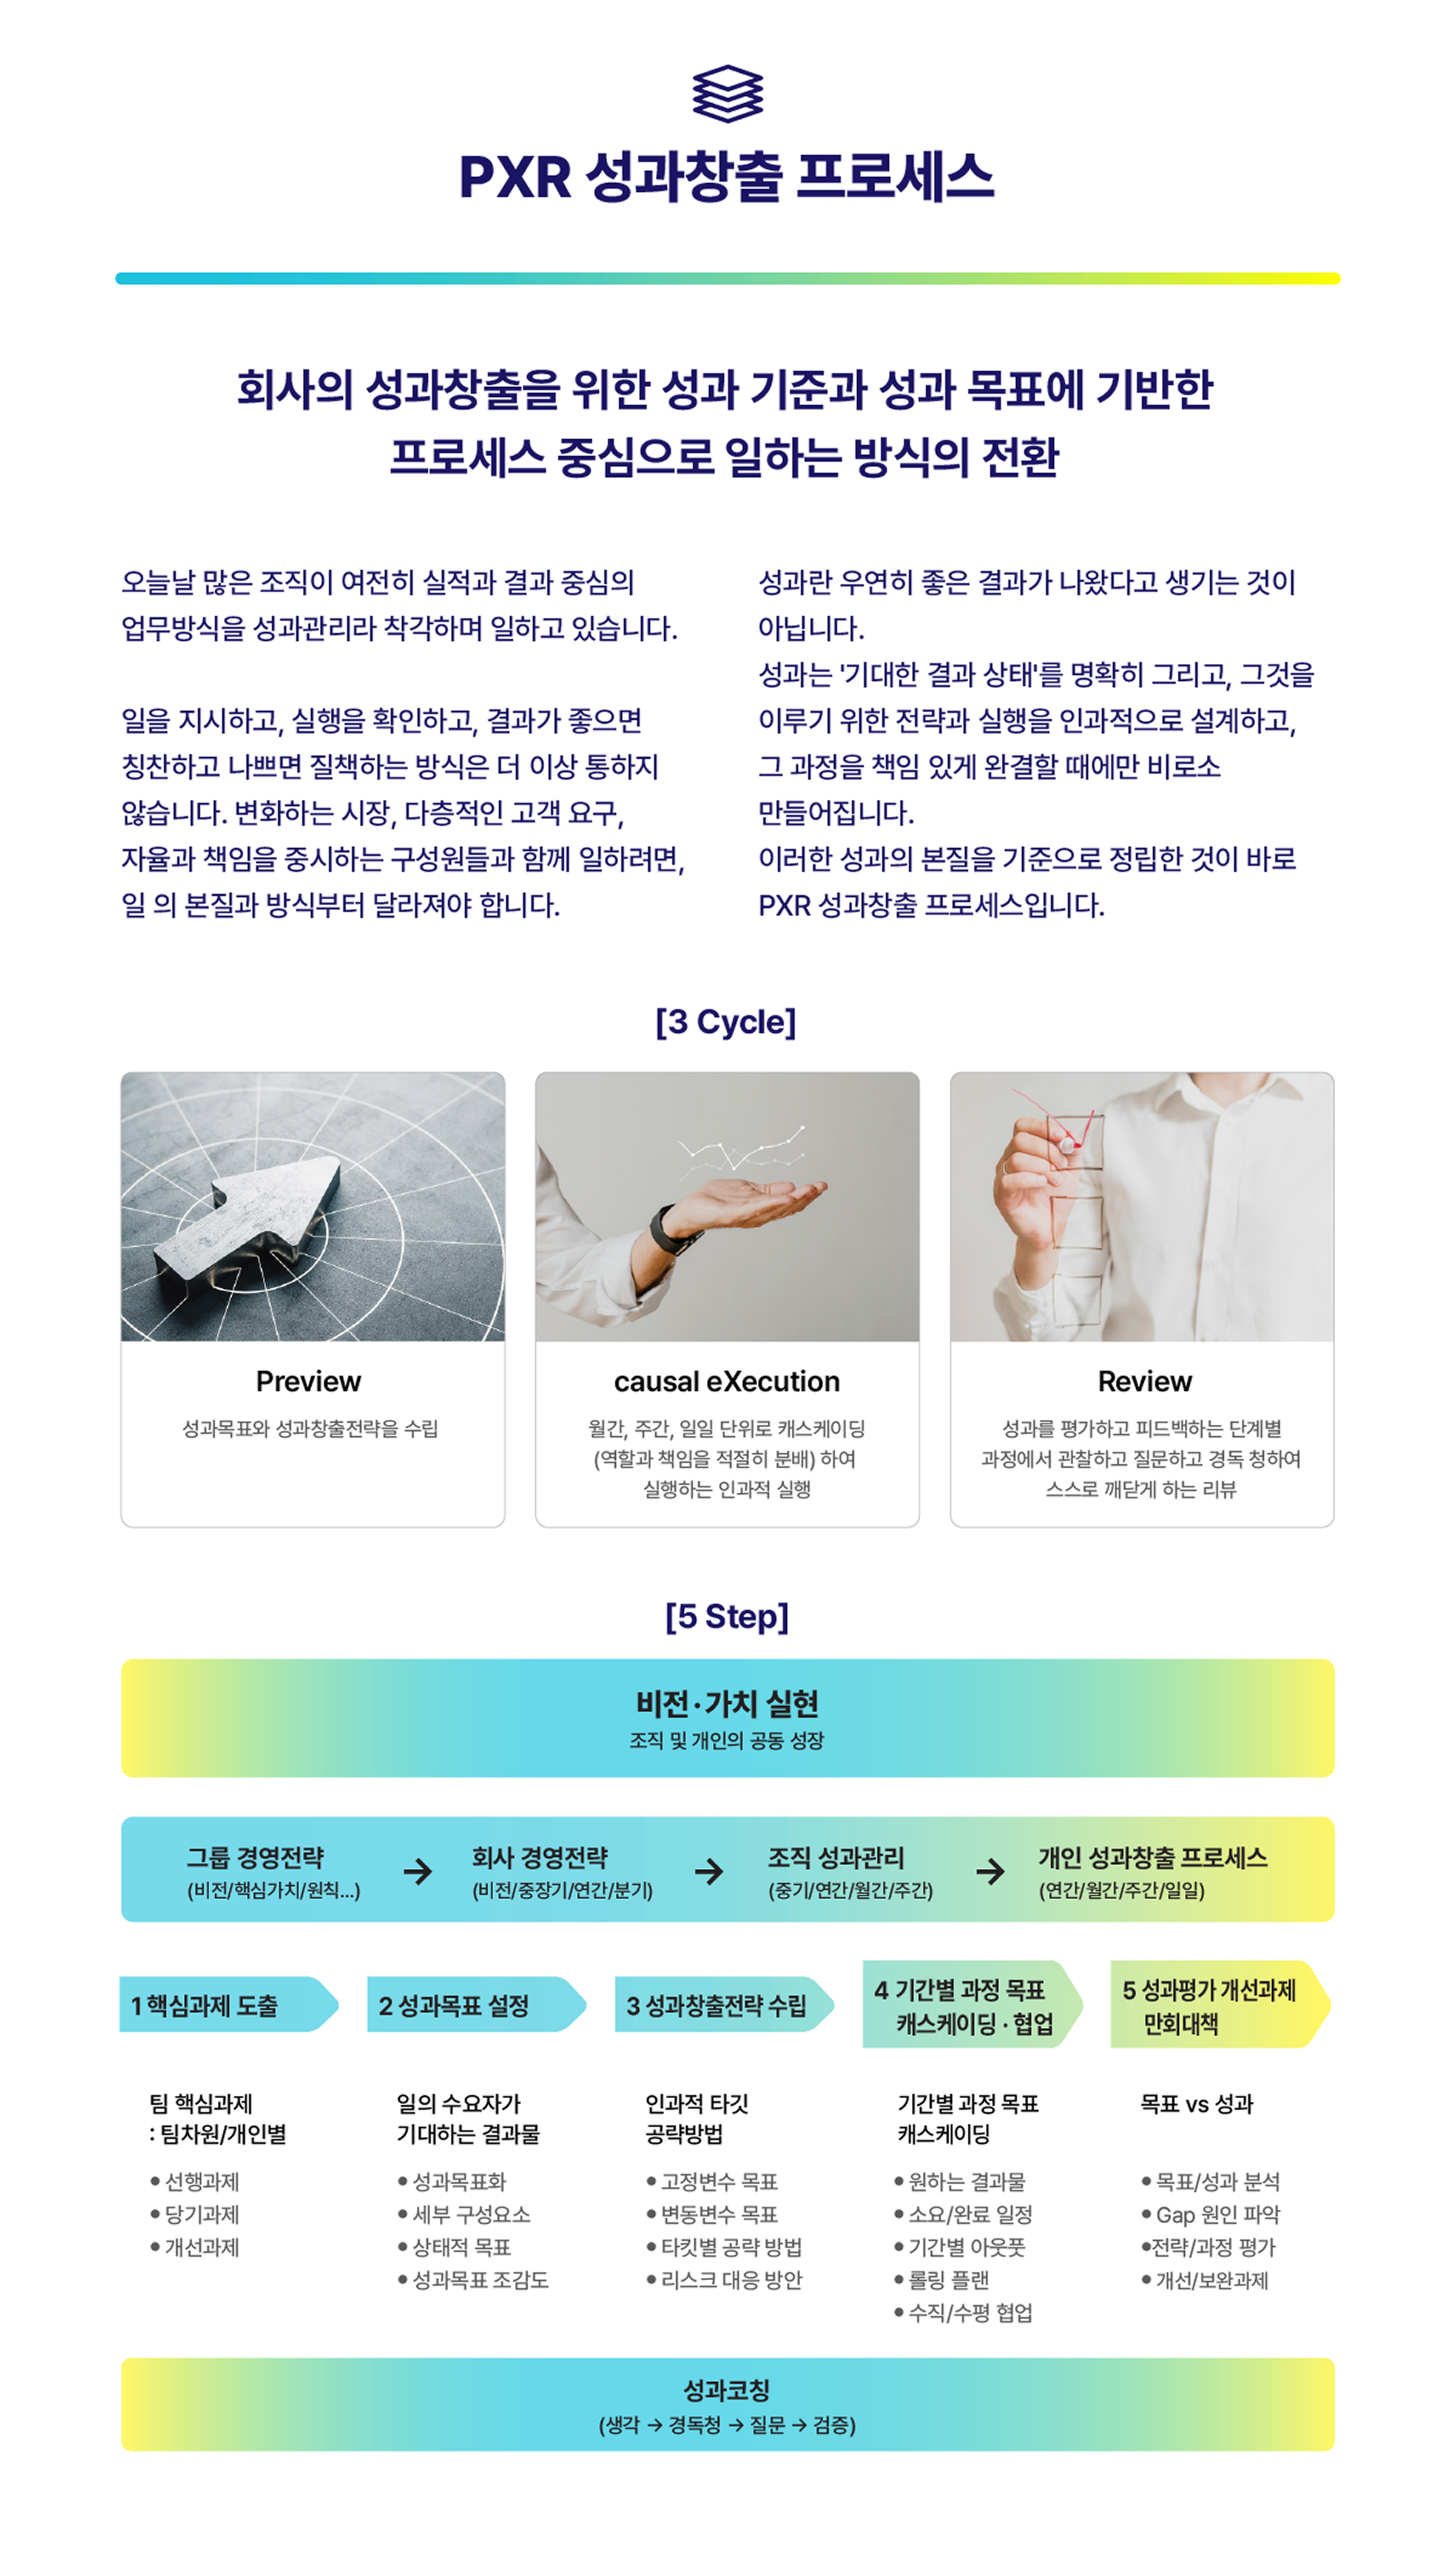 PXR 성과창출 프로세스
회사의 성과창출을 위한 성과 기준과 성과 목표에 기반한
프로세스 중심으로 일하는 방식의 전환
오늘날 많은 조직이 여전히 실적과 결과 중심의
업무방식을 성과관리라 착각하며 일하고 있습니다.
일을 지시하고, 실행을 확인하고, 결과가 좋으면
칭찬하고 나쁘면 질책하는 방식은 더 이상 통하지
않습니다. 변화하는 시장, 다층적인 고객 요구,
자율과 책임을 중시하는 구성원들과 함께 일하려면,
일 의 본질과 방식부터 달라져야 합니다.
성과란 우연히 좋은 결과가 나왔다고 생기는 것이
아닙니다.
성과는 '기대한 결과 상태'를 명확히 그리고, 그것을
이루기 위한 전략과 실행을 인과적으로 설계하고,
그 과정을 책임 있게 완결할 때에만 비로소
만들어집니다.
이러한 성과의 본질을 기준으로 정립한 것이 바로
PXR 성과창출 프로세스입니다.
[3 Cycle]
Preview
성과목표와 성과창출전략을 수립
causal eXecution
월간, 주간, 일일 단위로 캐스케이딩
(역할과 책임을 적절히 분배) 하여
실행하는 인과적 실행
Review
성과를 평가하고 피드백하는 단계별
과정에서 관찰하고 질문하고 경독 청하여
스스로 깨닫게 하는 리뷰
[5 Step]
비전·가치 실현
조직 및 개인의 공동 성장
그룹 경영전략
(비전/핵심가치/원칙...)
→
회사 경영전략
(비전/중장기/연간/분기)
→
조직 성과관리
(중기/연간/월간/주간)
→
개인 성과창출 프로세스
(연간/월간/주간/일일)
1 핵심과제 도출
팀 핵심과제
: 팀차원/개인별
• 선행과제
• 당기과제
• 개선과제
2 성과목표 설정
일의 수요자가
기대하는 결과물
• 성과목표화
• 세부 구성요소
• 상태적 목표
• 성과목표 조감도
3 성과창출전략 수립
인과적 타깃
공략방법
• 고정변수 목표
• 변동변수 목표
• 타킷별 공략 방법
• 리스크 대응 방안
4 기간별 과정 목표
캐스케이딩 · 협업
기간별 과정 목표
캐스케이딩
• 원하는 결과물
• 소요/완료 일정
• 기간별 아웃풋
• 롤링 플랜
• 수직/수평 협업
5 성과평가 개선과제
만회대책
목표 vs 성과
• 목표/성과 분석
• Gap 원인 파악
•전략/과정 평가
• 개선/보완과제
성과코칭
(생각 → 경독청 → 질문 → 검증)